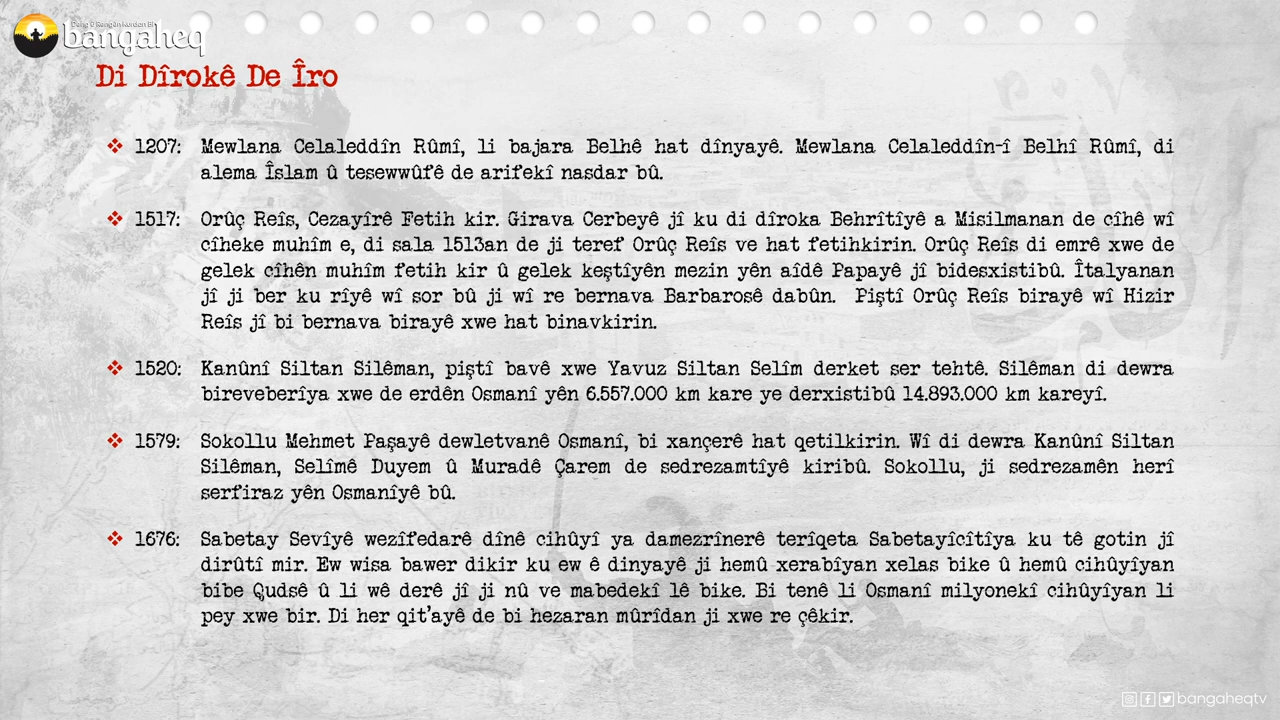 Deng û Rengên Kurdan Bi
bangaheq
Di Dîrokê De Îro
❖ 1207: Mewlana Celaleddîn Rûmî, li bajara Belhê hat dînyayê. Mewlana Celaleddîn-î Belhî Rûmî, di
alema Îslam û tesewwûfê de arifekî nasdar bû.
❖ 1517: Orûç Reîs, Cezayîrê Fetih kir. Girava Cerbeyê jî ku di dîroka Behrîtîyê a Misilmanan de cîhê wî
cîheke muhîm e, di sala 1513an de ji teref Orûç Reîs ve hat fetihkirin. Orûç Reîs di emrê xwe de
gelek cîhên muhîm fetih kir û gelek keştîyên mezin yên aîdê Papayê jî bidesxistibû. Îtalyanan
jî ji ber ku rîyê wî sor bû ji wî re bernava Barbarosê dabûn. Piştî Orûç Reîs birayê wî Hizir
Reîs jî bi bernava birayê xwe hat binavkirin.
❖ 1520: Kanûnî Siltan Silêman, piştî bavê xwe Yavuz Siltan Selîm derket ser tehtê. Silêman di dewra
bireveberîya xwe de erdên Osmanî yên 6.557.000 km kare ye derxistibû 14.893.000 km kareyî.
❖ 1579: Sokollu Mehmet Paşayê dewletvanê Osmanî, bi xançerê hat qetilkirin. Wî di dewra Kanûnî Siltan
Silêman, Selîmê Duyem û Muradê Çarem de sedrezamtîyê kiribû. Sokollu, ji sedrezamên herî
serfiraz yên Osmanîyê bû.
❖ 1676: Sabetay Sevîyê wezîfedarê dînê cihûyî ya damezrînerê terîqeta Sabetayîcîtîya ku tê gotin jî
dirûtî mir. Ew wisa bawer dikir ku ew ê dinyayê ji hemû xerabîyan xelas bike û hemû cihûyîyan
bibe Qudsê û li wê derê jî ji nû ve mabedekî lê bike. Bi tenê li Osmanî milyonekî cihûyîyan li
pey xwe bir. Di her qit'ayê de bi hezaran mûrîdan ji xwe re çêkir.
bangaheqtv